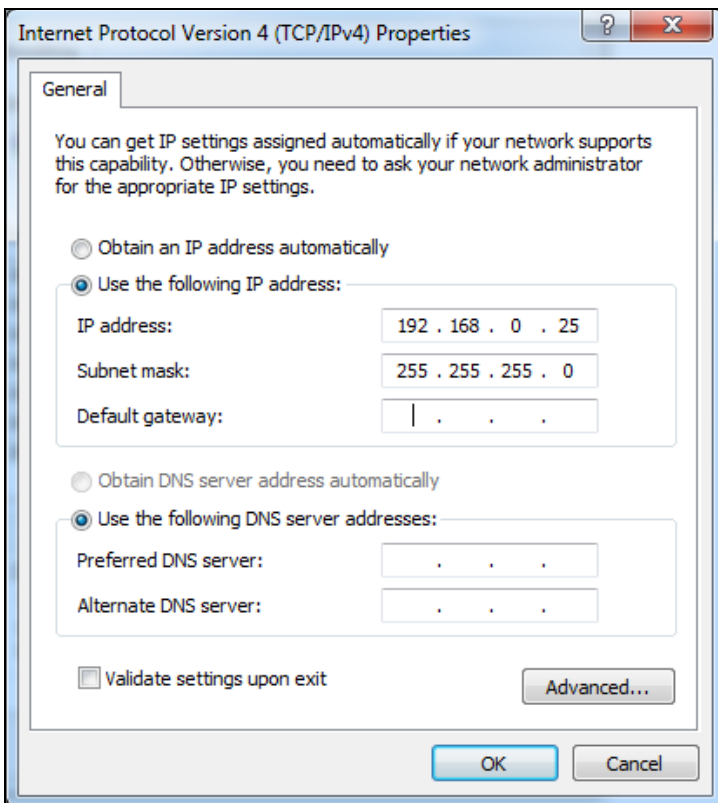 Internet Protocol Version 4 (TCP/IPv4) Properties
General
You can get IP settings assigned automatically if your network supports
this capability. Otherwise, you need to ask your network administrator
for the appropriate IP settings.
Obtain an IP address automatically
Use the following IP address:
IP address: 192 . 168 . 0 . 25
Subnet mask: 255 . 255 . 255 . 0
Default gateway: . . .
Obtain DNS server address automatically
Use the following DNS server addresses:
Preferred DNS server: . . .
Alternate DNS server: . . .
Validate settings upon exit
Advanced...
OK Cancel